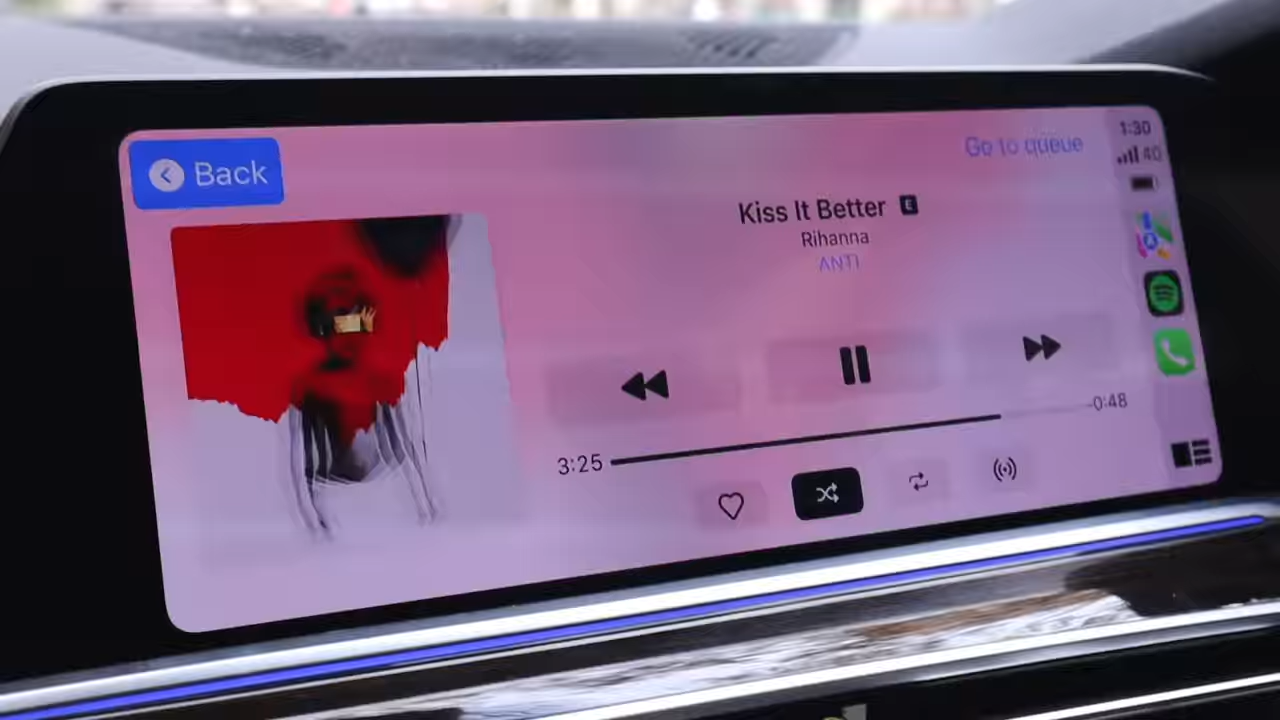 Back
Go to queue
1:30
4G
Kiss It Better E
Rihanna
ANTI
3:25
-0:48